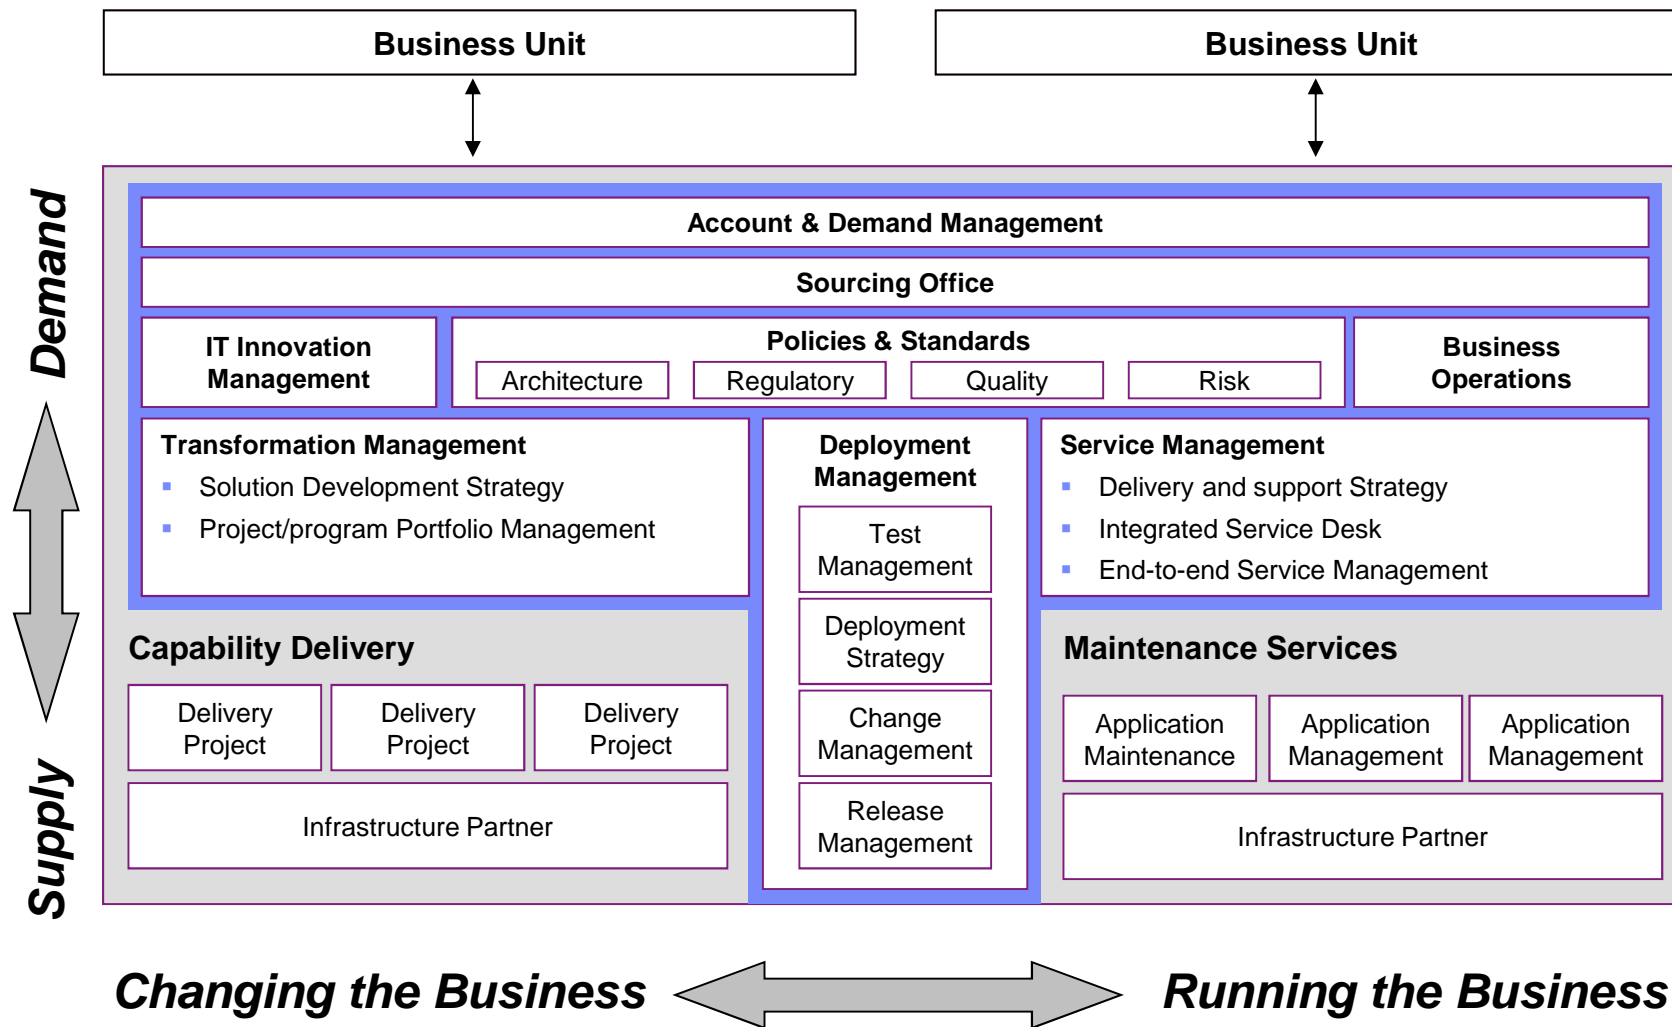 Business Unit
Business Unit
Demand
Supply
Account & Demand Management
Sourcing Office
IT Innovation
Management
Policies & Standards
Architecture
Regulatory
Quality
Risk
Business
Operations
Transformation Management
Solution Development Strategy
Project/program Portfolio Management
Deployment
Management
Test
Management
Deployment
Strategy
Change
Management
Release
Management
Service Management
Delivery and support Strategy
Integrated Service Desk
End-to-end Service Management
Capability Delivery
Delivery
Project
Delivery
Project
Delivery
Project
Infrastructure Partner
Maintenance Services
Application
Maintenance
Application
Management
Application
Management
Infrastructure Partner
Changing the Business
Running the Business